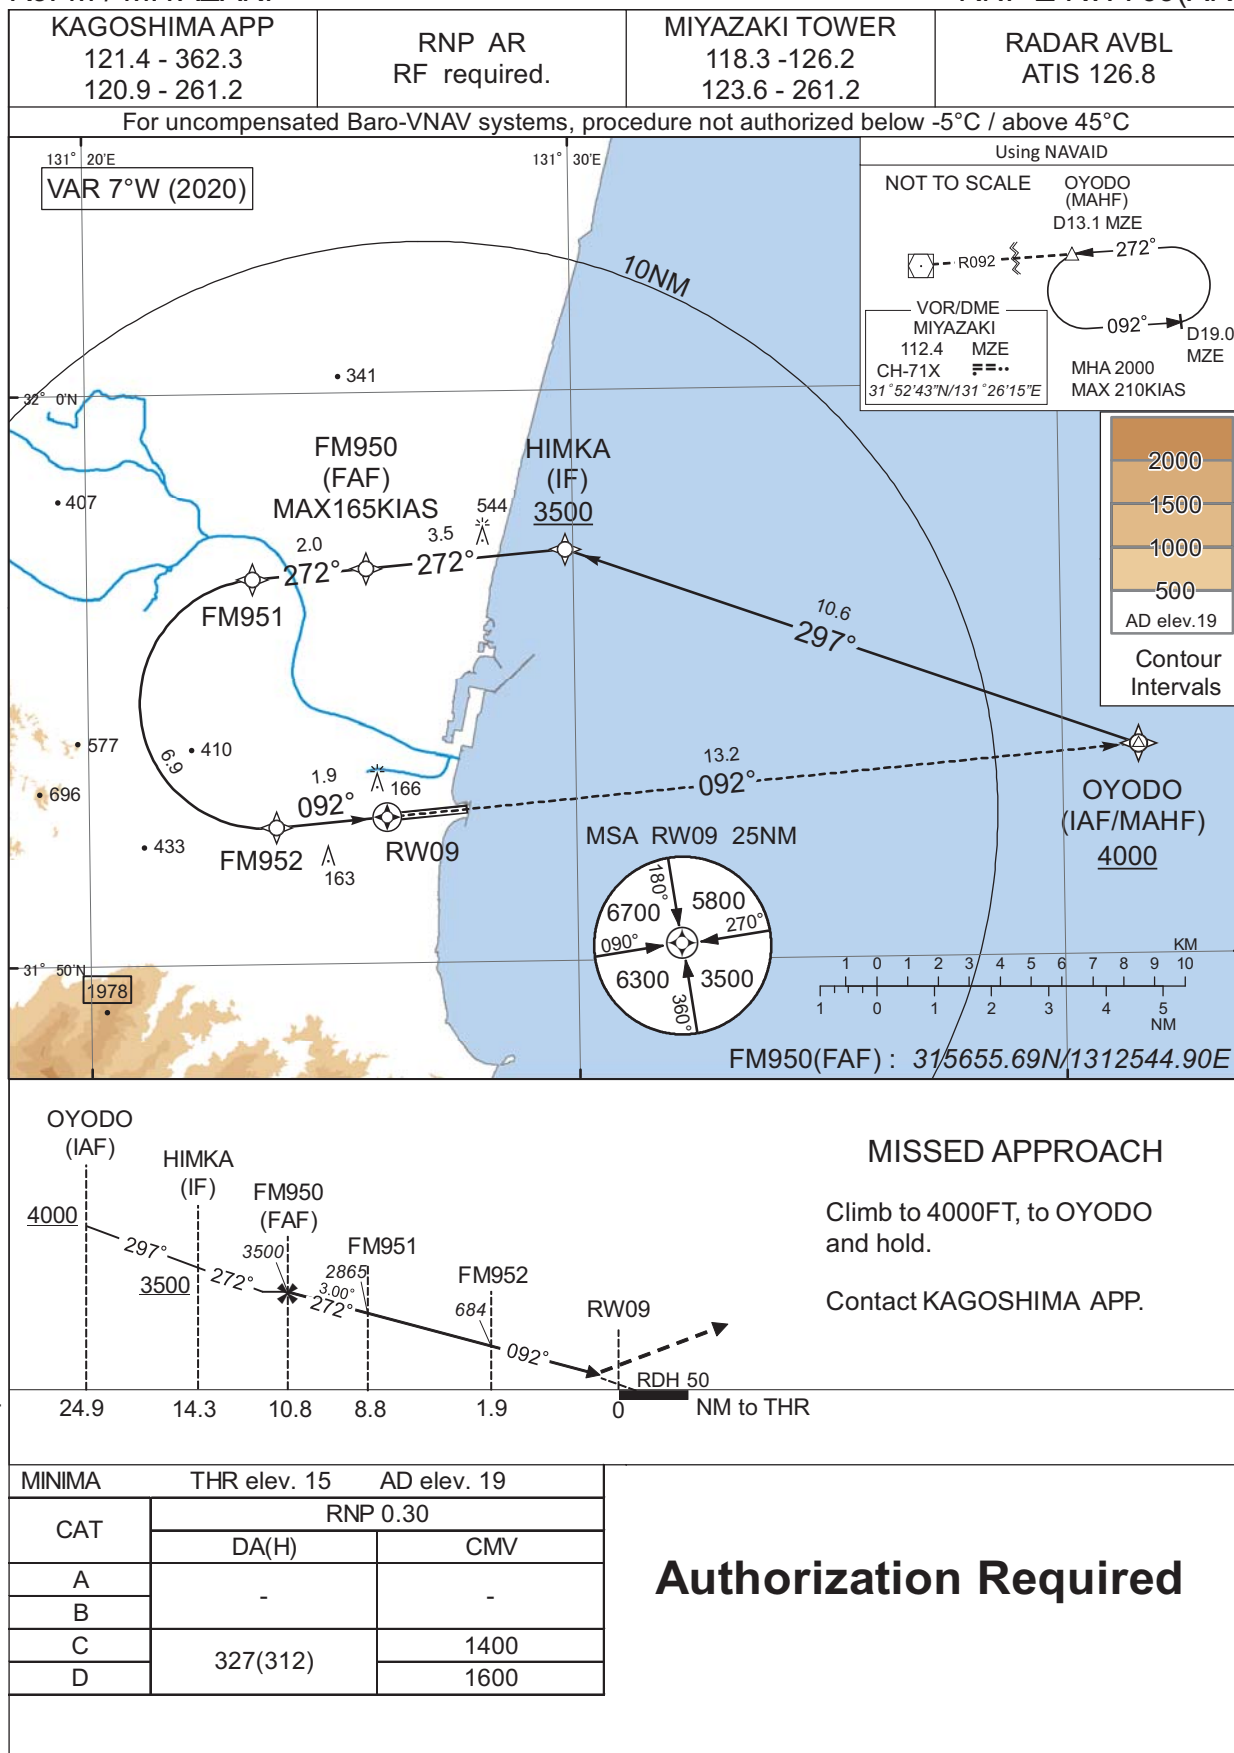 KAGOSHIMA APP
121.4 - 362.3
120.9 - 261.2
RNP AR
RF required.
MIYAZAKI TOWER
118.3 -126.2
123.6 - 261.2
RADAR AVBL
ATIS 126.8
For uncompensated Baro-VNAV systems, procedure not authorized below -5°C / above 45°C
131° 20'E
131° 30'E
VAR 7°W (2020)
Using NAVAID
NOT TO SCALE
OYODO
(MAHF)
D13.1 MZE
272°
R092
092°
D19.0
MZE
VOR/DME
MIYAZAKI
112.4 MZE
CH-71X
31°52'43"N/131°26'15"E
MHA 2000
MAX 210KIAS
10NM
341
32° 0'N
FM950
(FAF)
MAX165KIAS
HIMKA
(IF)
3500
407
544
2.0
272°
3.5
272°
FM951
2000
1500
1000
500
AD elev.19
Contour
Intervals
10.6
297°
577
410
6.9
696
13.2
092°
1.9
092°
166
OYODO
(IAF/MAHF)
4000
433
FM952
163
RW09
MSA RW09 25NM
180°
6700
5800
270°
090°
6300
3500
360°
31° 50'N
1978
KM
1 0 1 2 3 4 5 6 7 8 9 10
1 0 1 2 3 4 5
NM
FM950(FAF) : 315655.69N/1312544.90E
OYODO
(IAF)
HIMKA
(IF)
FM950
(FAF)
FM951
FM952
RW09
4000
297°
3500
272°
3500
2865
3.00°
272°
684
092°
RDH 50
24.9
14.3
10.8
8.8
1.9
0
NM to THR
MISSED APPROACH
Climb to 4000FT, to OYODO
and hold.
Contact KAGOSHIMA APP.
MINIMA THR elev. 15 AD elev. 19
CAT
RNP 0.30
DA(H) CMV
A
- -
B
C 1400
327(312)
D 1600
Authorization Required